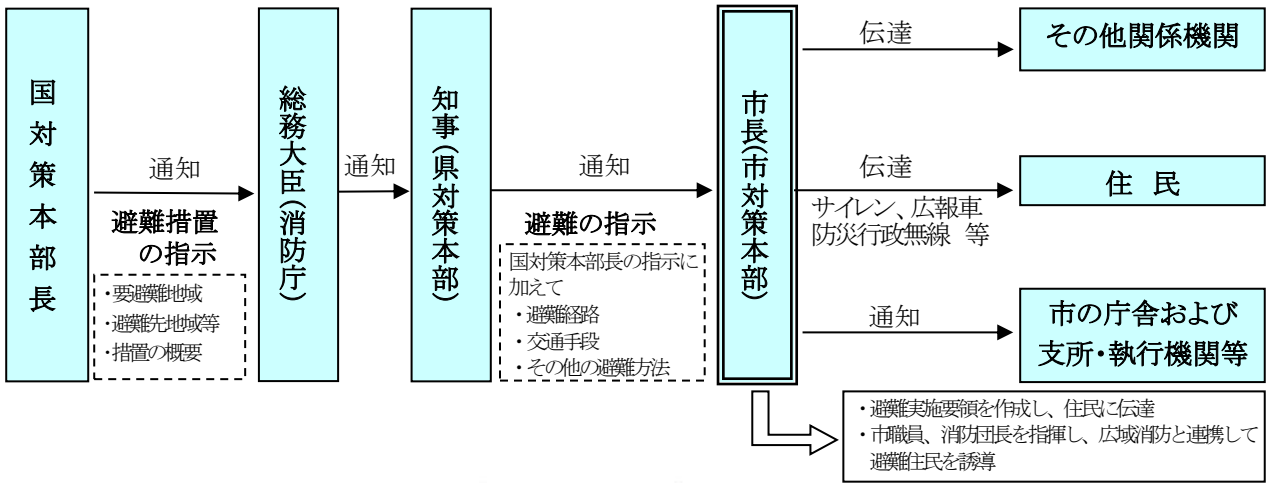 国対策本部長
通知
避難措置
の指示
・要避難地域
・避難先地域等
・措置の概要
総務大臣(消防庁)
通知
知事(県対策本部)
通知
避難の指示
国対策本部長の指示に
加えて
・避難経路
・交通手段
・その他の避難方法
市長(市対策本部)
伝達
その他関係機関
伝達
サイレン、広報車
防災行政無線 等
住 民
通知
市の庁舎および
支所・執行機関等
・避難実施要領を作成し、住民に伝達
・市職員、消防団長を指揮し、広域消防と連携して
避難住民を誘導